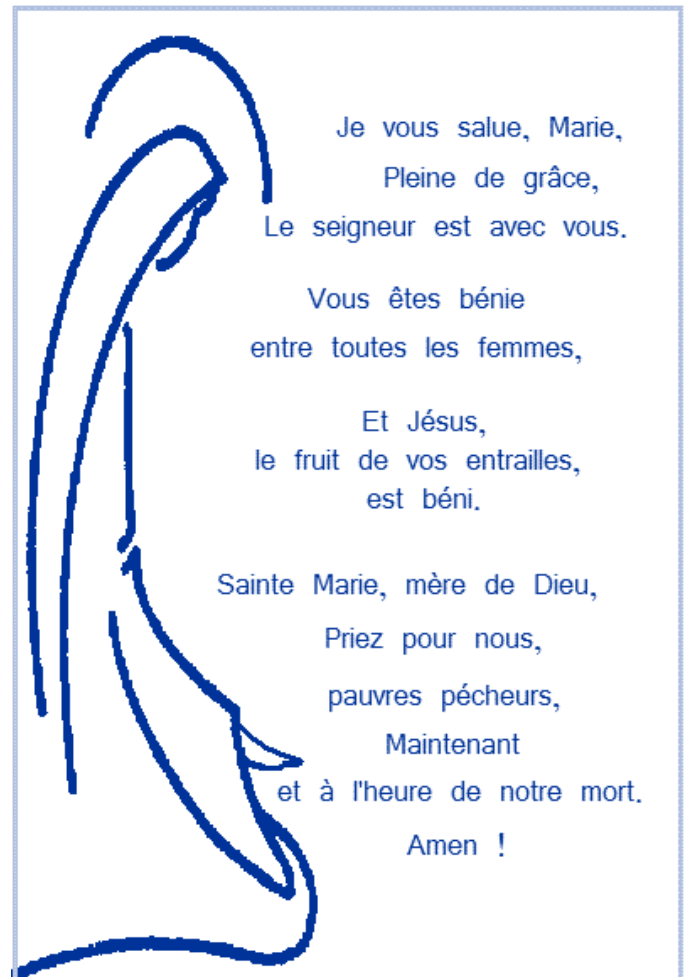 Je vous salue, Marie,
Pleine de grâce,
Le seigneur est avec vous.
Vous êtes bénie
entre toutes les femmes,
Et Jésus,
le fruit de vos entrailles,
est béni.
Sainte Marie, mère de Dieu,
Priez pour nous,
pauvres pécheurs,
Maintenant
et à l'heure de notre mort.
Amen !